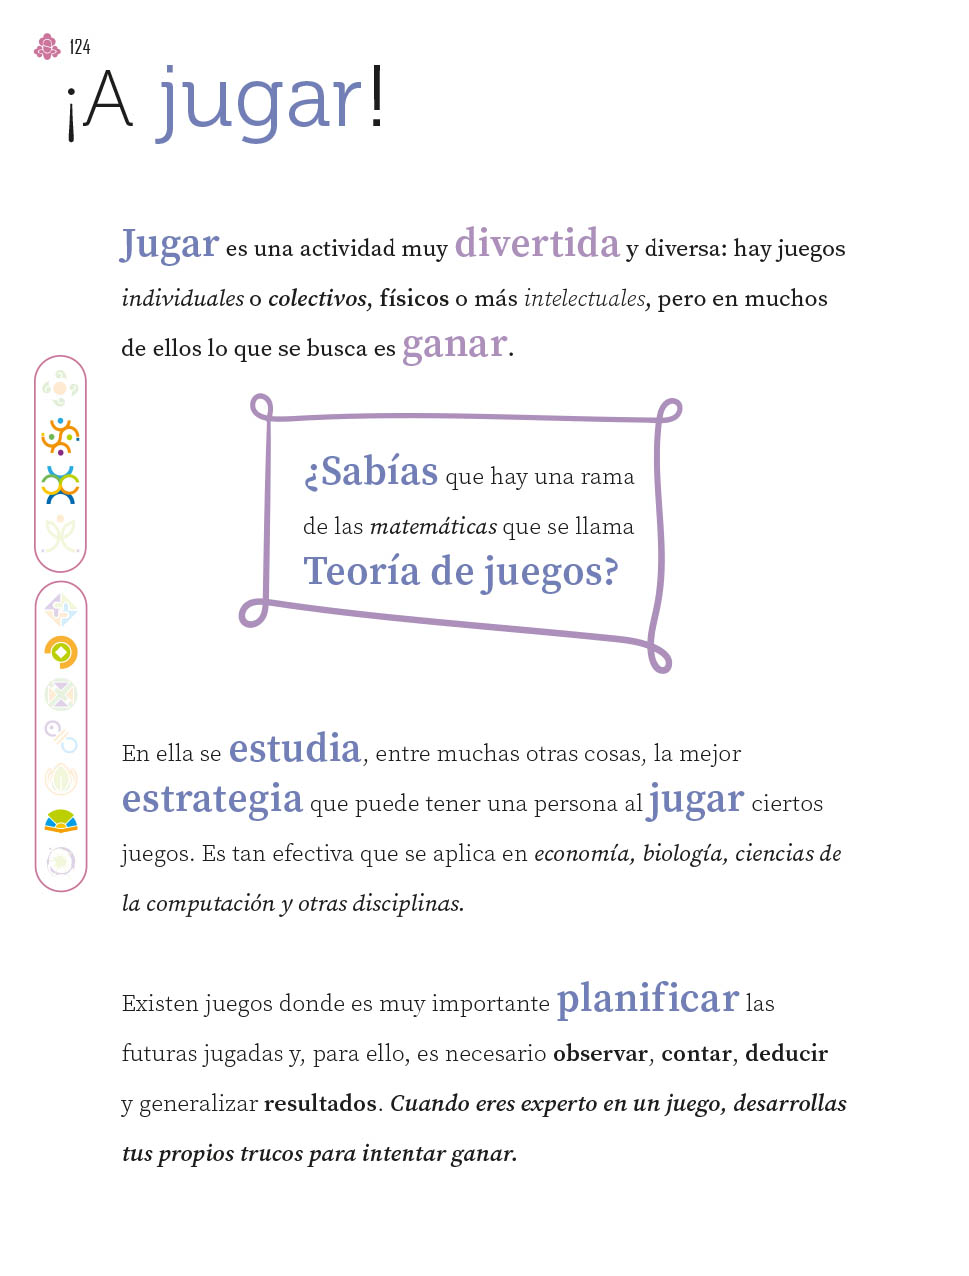 124
¡A jugar!
Jugar es una actividad muy divertida y diversa: hay juegos
individuales o colectivos, físicos o más intelectuales, pero en muchos
de ellos lo que se busca es ganar.
¿Sabías que hay una rama
de las matemáticas que se llama
Teoría de juegos?
En ella se estudia, entre muchas otras cosas, la mejor
estrategia que puede tener una persona al jugar ciertos
juegos. Es tan efectiva que se aplica en economía, biología, ciencias de
la computación y otras disciplinas.
Existen juegos donde es muy importante planificar las
futuras jugadas y, para ello, es necesario observar, contar, deducir
y generalizar resultados. Cuando eres experto en un juego, desarrollas
tus propios trucos para intentar ganar.